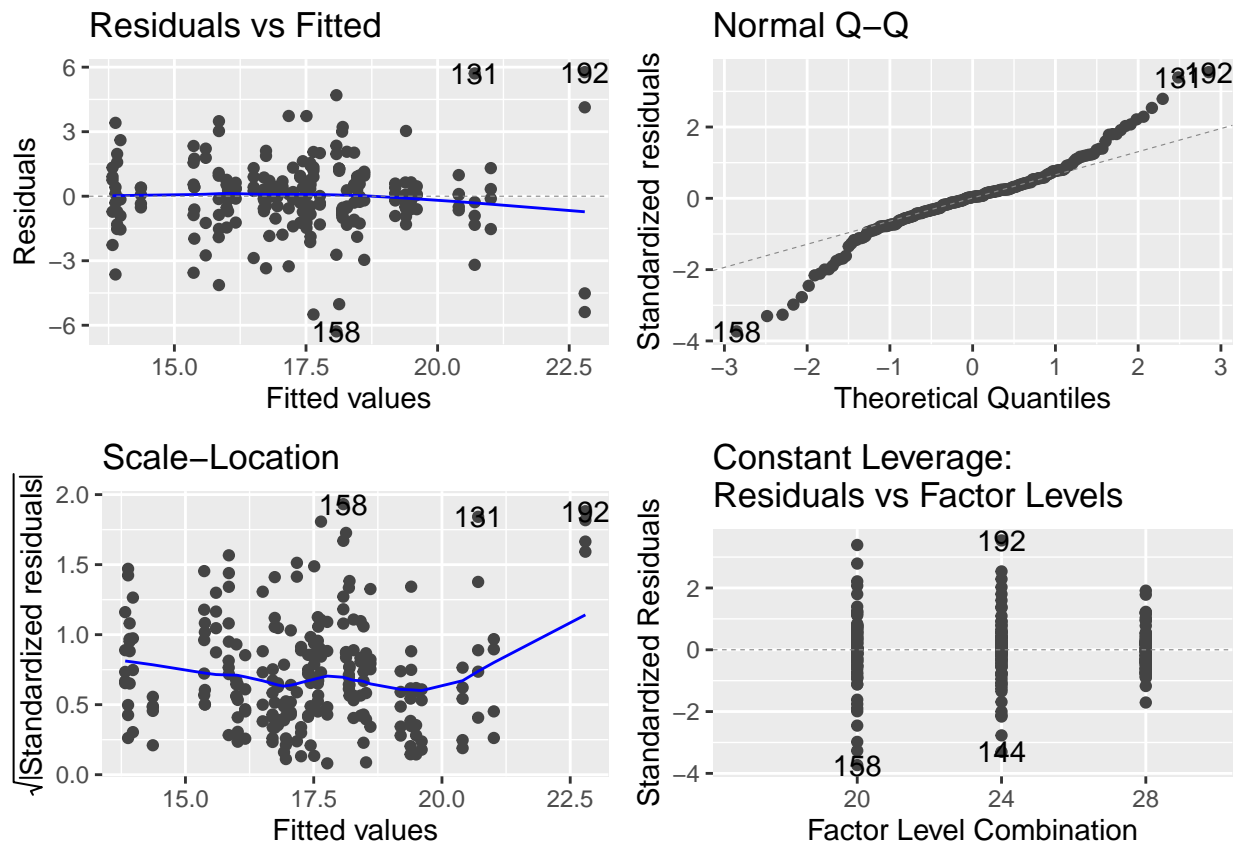 Residuals vs Fitted
6
3
0
−3
−6
15.0 17.5 20.0 22.5
Residuals
Fitted values
131
192
158
Normal Q−Q
2
0
−2
−4
−3 −2 −1 0 1 2 3
Standardized residuals
Theoretical Quantiles
131
192
158
Scale−Location
2.0
1.5
1.0
0.5
0.0
15.0 17.5 20.0 22.5
√|Standardized residuals|
Fitted values
158
131
192
Constant Leverage:
Residuals vs Factor Levels
2
0
−2
−4
20 24 28
Standardized Residuals
Factor Level Combination
192
144
158